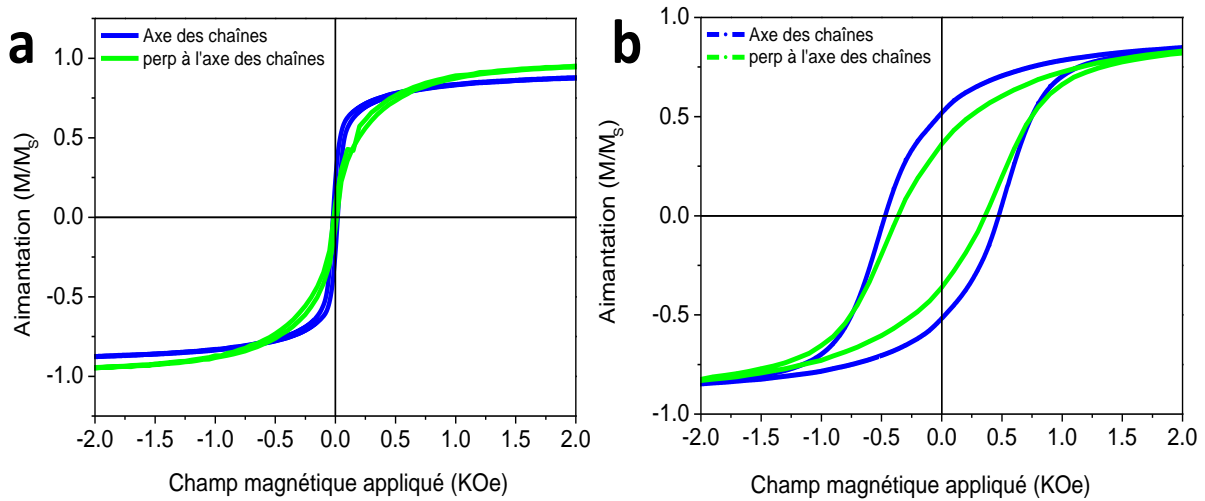 a
Axe des chaînes
perp à l'axe des chaînes
Aimantation (M/M_S)
1.0
0.5
0.0
-0.5
-1.0
-2.0 -1.5 -1.0 -0.5 0.0 0.5 1.0 1.5 2.0
Champ magnétique appliqué (KOe)
b
Axe des chaînes
perp à l'axe des chaînes
Aimantation (M/M_S)
1.0
0.5
0.0
-0.5
-1.0
-2.0 -1.5 -1.0 -0.5 0.0 0.5 1.0 1.5 2.0
Champ magnétique appliqué (KOe)